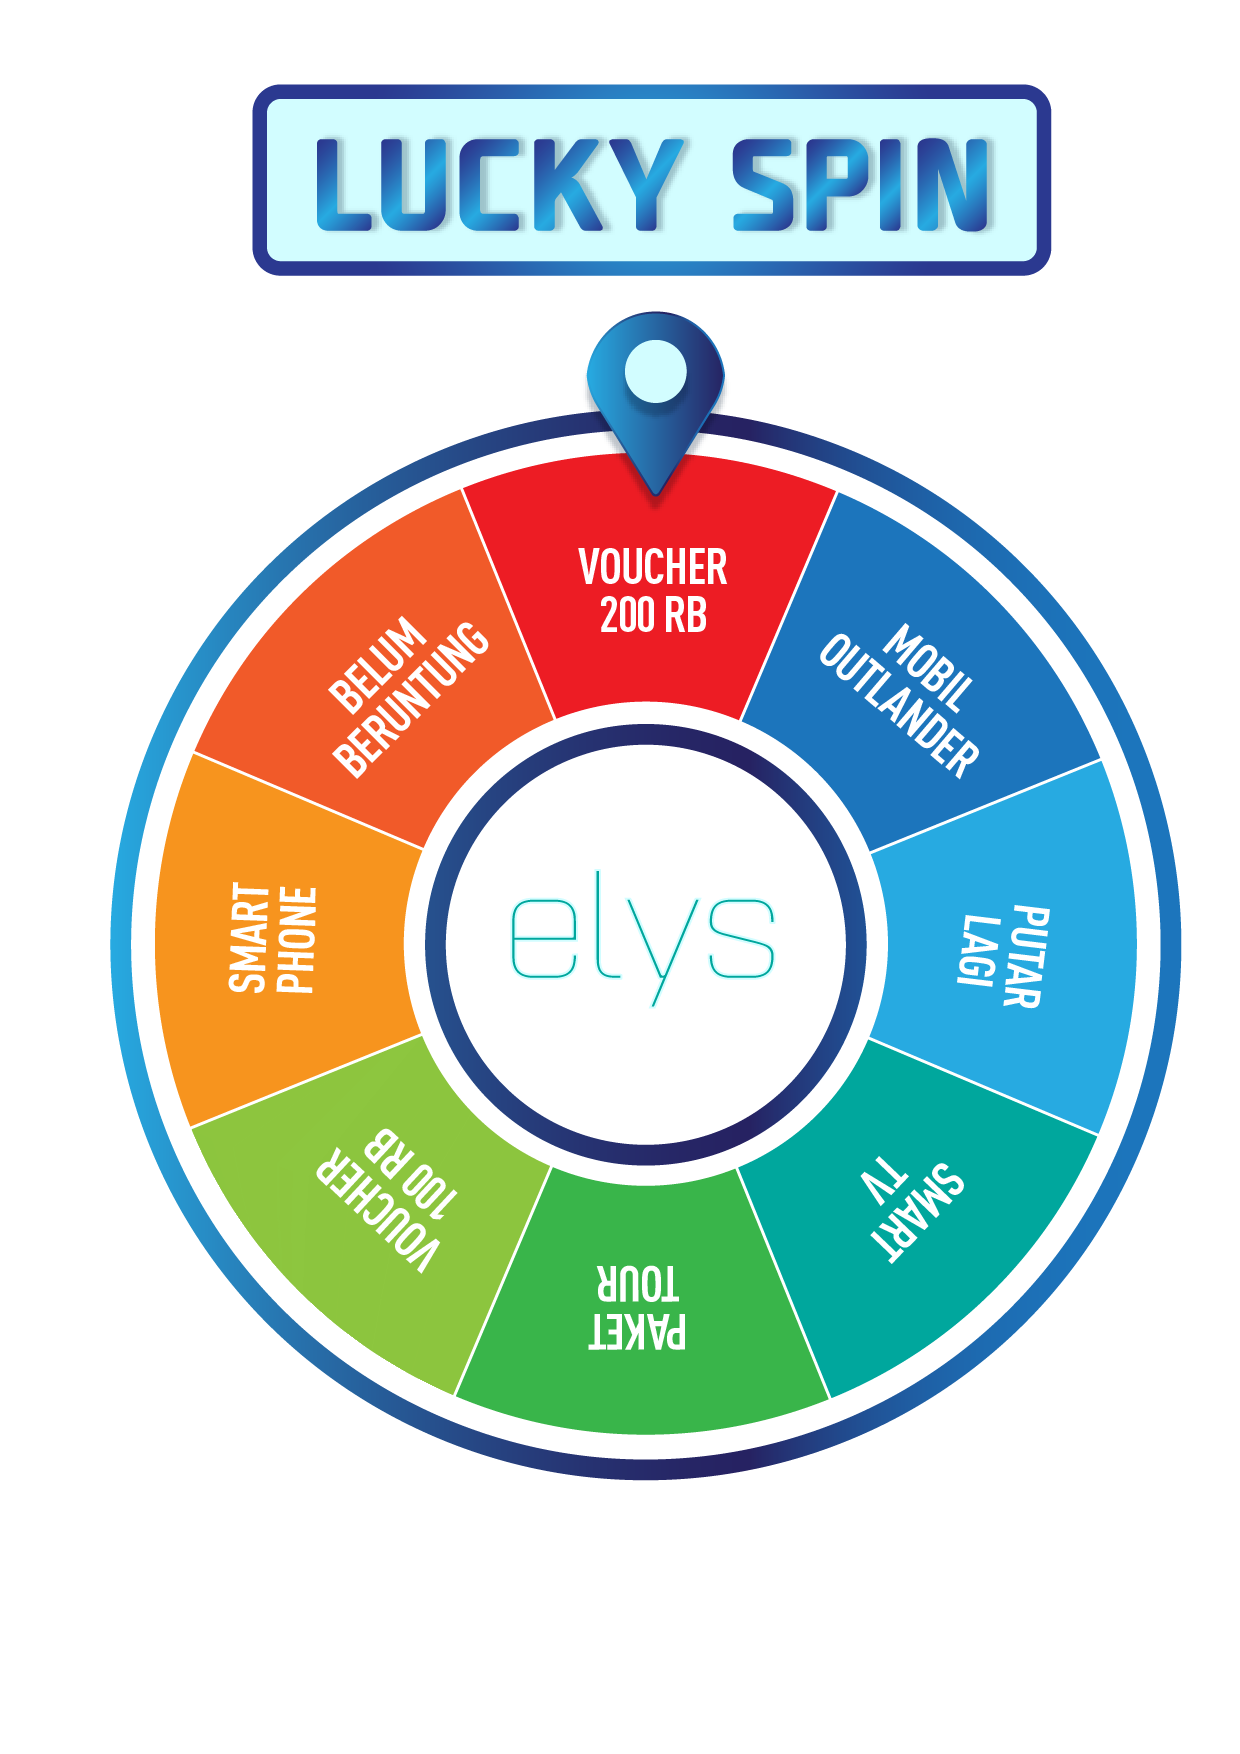 LUCKY SPIN
VOUCHER
200 RB
MOBIL
OUTLANDER
PUTAR
LAGI
SMART
TV
PAKET
TOUR
VOUCHER
100 RB
SMART
PHONE
BELUM
BERUNTUNG
elys